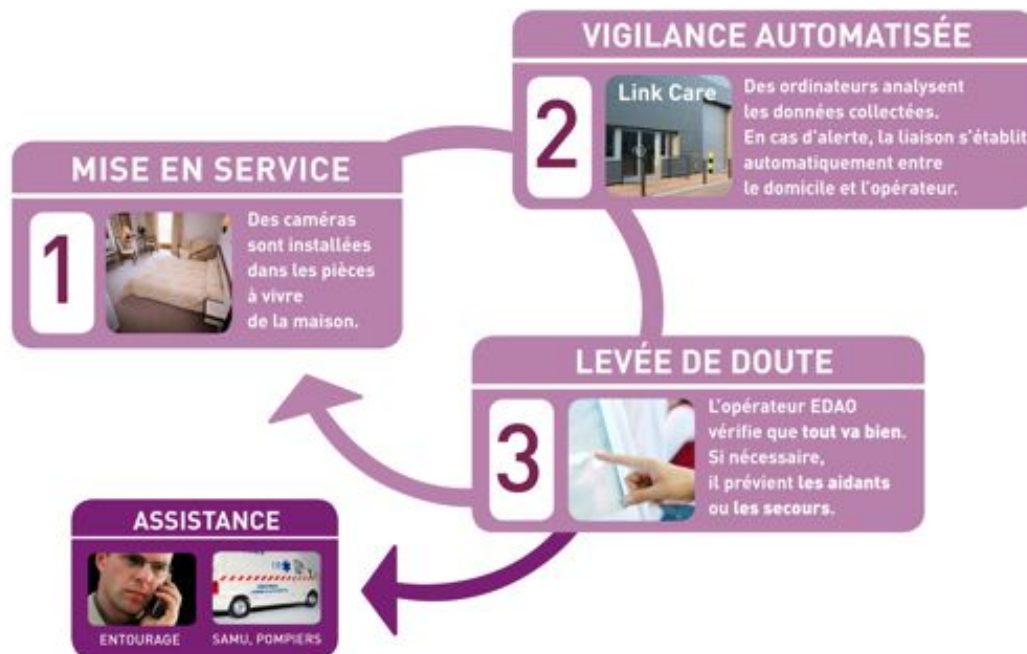 MISE EN SERVICE
1
Des caméras
sont installées
dans les pièces
à vivre
de la maison.
VIGILANCE AUTOMATISÉE
2
Link Care
Des ordinateurs analysent
les données collectées.
En cas d'alerte, la liaison s'établit
automatiquement entre
le domicile et l'opérateur.
LEVÉE DE DOUTE
3
L'opérateur EDAO
vérifie que tout va bien.
Si nécessaire,
il prévient les aidants
ou les secours.
ASSISTANCE
ENTOURAGE
SAMU, POMPIERS